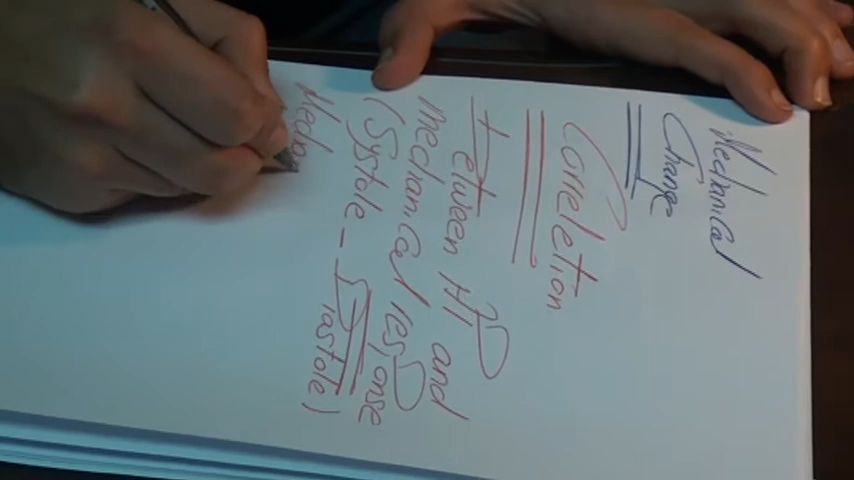 Mechanical
Change
Correletion
between AP and
mechanical response
(Systole - Diastole)
Mecha